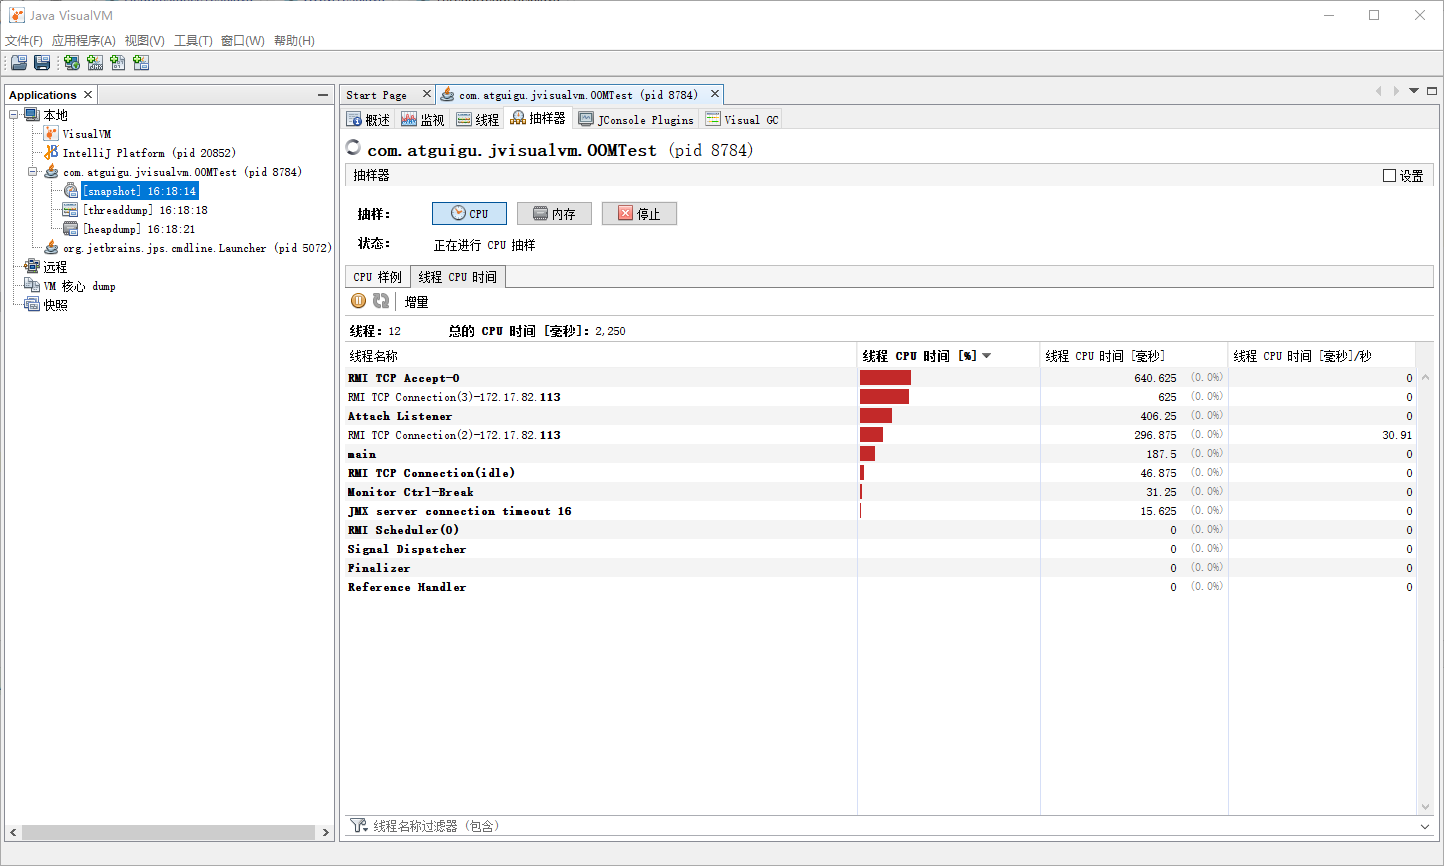 Java VisualVM
文件(F) 应用程序(A) 视图(V) 工具(T) 窗口(W) 帮助(H)
Applications
本地
VisualVM
IntelliJ Platform (pid 20852)
com.atguigu.jvisualvm.OOMTest (pid 8784)
[snapshot] 16:18:14
[threaddump] 16:18:18
[heapdump] 16:18:21
org.jetbrains.jps.cmdline.Launcher (pid 5072)
远程
VM 核心 dump
快照
Start Page com.atguigu.jvisualvm.OOMTest (pid 8784)
概述 监视 线程 抽样器 JConsole Plugins Visual GC
com.atguigu.jvisualvm.OOMTest (pid 8784)
抽样器 设置
抽样: CPU 内存 停止
状态: 正在进行 CPU 抽样
CPU 样例 线程 CPU 时间
增量
线程: 12 总的 CPU 时间 [毫秒]: 2,250
线程名称 线程 CPU 时间 [%] 线程 CPU 时间 [毫秒] 线程 CPU 时间 [毫秒]/秒
RMI TCP Accept-0 640.625 (0.0%) 0
RMI TCP Connection(3)-172.17.82.113 625 (0.0%) 0
Attach Listener 406.25 (0.0%) 0
RMI TCP Connection(2)-172.17.82.113 296.875 (0.0%) 30.91
main 187.5 (0.0%) 0
RMI TCP Connection(idle) 46.875 (0.0%) 0
Monitor Ctrl-Break 31.25 (0.0%) 0
JMX server connection timeout 16 15.625 (0.0%) 0
RMI Scheduler(0) 0 (0.0%) 0
Signal Dispatcher 0 (0.0%) 0
Finalizer 0 (0.0%) 0
Reference Handler 0 (0.0%) 0
线程名称过滤器 (包含)